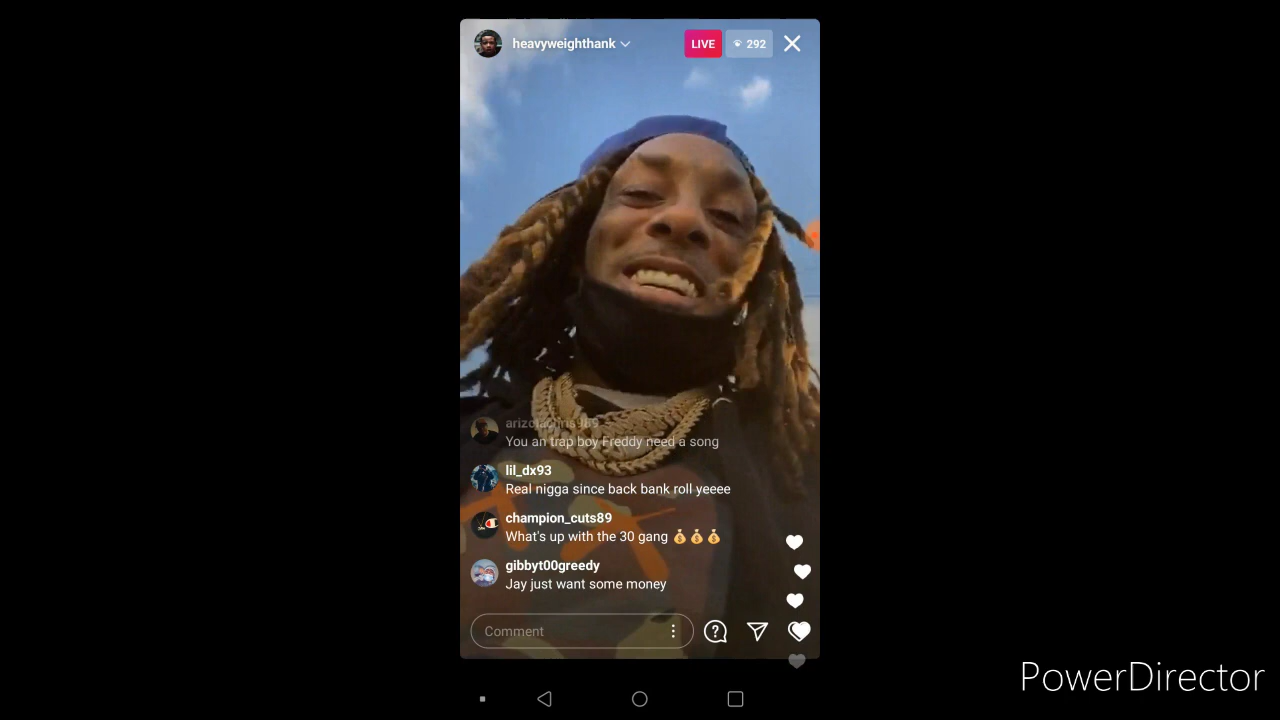 heavyweighthank
LIVE
292
arizolachris989
You an trap boy Freddy need a song
lil_dx93
Real nigga since back bank roll yeeee
champion_cuts89
What's up with the 30 gang 💰💰💰
gibbyt00greedy
Jay just want some money
Comment
PowerDirector